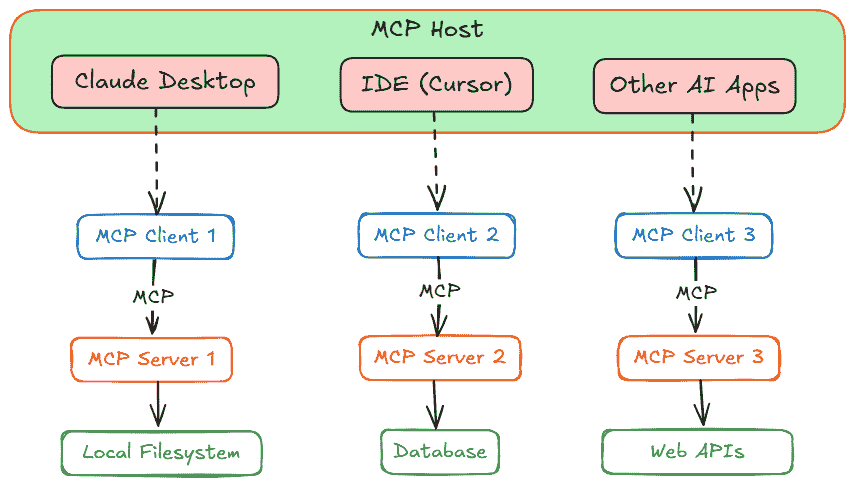 MCP Host
Claude Desktop
IDE (Cursor)
Other AI Apps
MCP Client 1
MCP Client 2
MCP Client 3
MCP
MCP
MCP
MCP Server 1
MCP Server 2
MCP Server 3
Local Filesystem
Database
Web APIs